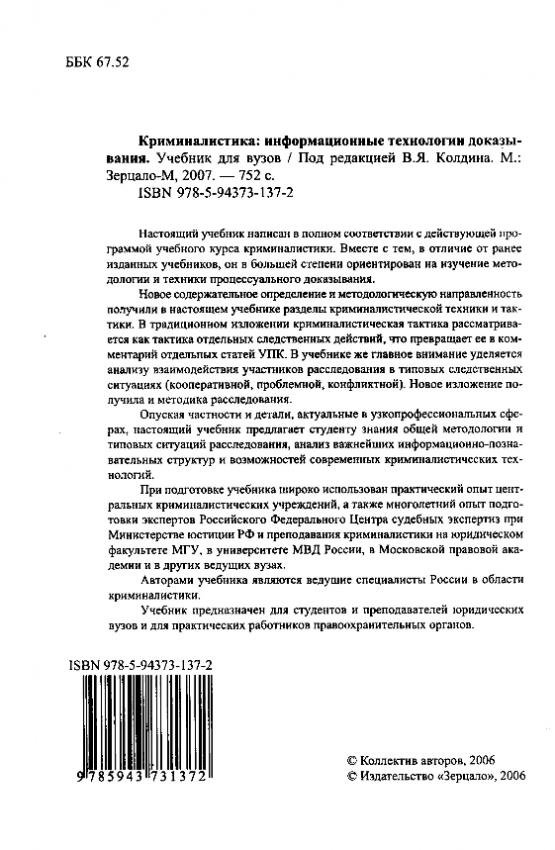 ББК 67.52
Криминалистика: информационные технологии доказы-
вания. Учебник для вузов / Под редакцией В.Я. Колдина. М.:
Зерцало-М, 2007. — 752 с.
ISBN 978-5-94373-137-2
Настоящий учебник написан в полном соответствии с действующей про-
граммой учебного курса криминалистики. Вместе с тем, в отличие от ранее
изданных учебников, он в большей степени ориентирован на изучение мето-
дологии и техники процессуального доказывания.
Новое содержательное определение и методологическую направленность
получили в настоящем учебнике разделы криминалистической техники и так-
тики. В традиционном изложении криминалистическая тактика рассматрива-
ется как тактика отдельных следственных действий, что превращает ее в ком-
ментарий отдельных статей УПК. В учебнике же главное внимание уделяется
анализу взаимодействия участников расследования в типовых следственных
ситуациях (кооперативной, проблемной, конфликтной). Новое изложение по-
лучила и методика расследования.
Опуская частности и детали, актуальные в узкопрофессиональных сфе-
рах, настоящий учебник предлагает студенту знания общей методологии и
типовых ситуаций расследования, анализ важнейших информационно-позна-
вательных структур и возможностей современных криминалистических тех-
нологий.
При подготовке учебника широко использован практический опыт цен-
тральных криминалистических учреждений, а также многолетний опыт подго-
товки экспертов Российского Федерального Центра судебных экспертиз при
Министерстве юстиции РФ и преподавания криминалистики на юридическом
факультете МГУ, в университете МВД России, в Московской правовой ака-
демии и в других ведущих вузах.
Авторами учебника являются ведущие специалисты России в области
криминалистики.
Учебник предназначен для студентов и преподавателей юридических
вузов и для практических работников правоохранительных органов.
ISBN 978-5-94373-137-2
9 785943 731372
© Коллектив авторов, 2006
© Издательство «Зерцало», 2006